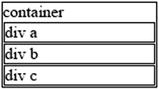 container
div a
div b
div c